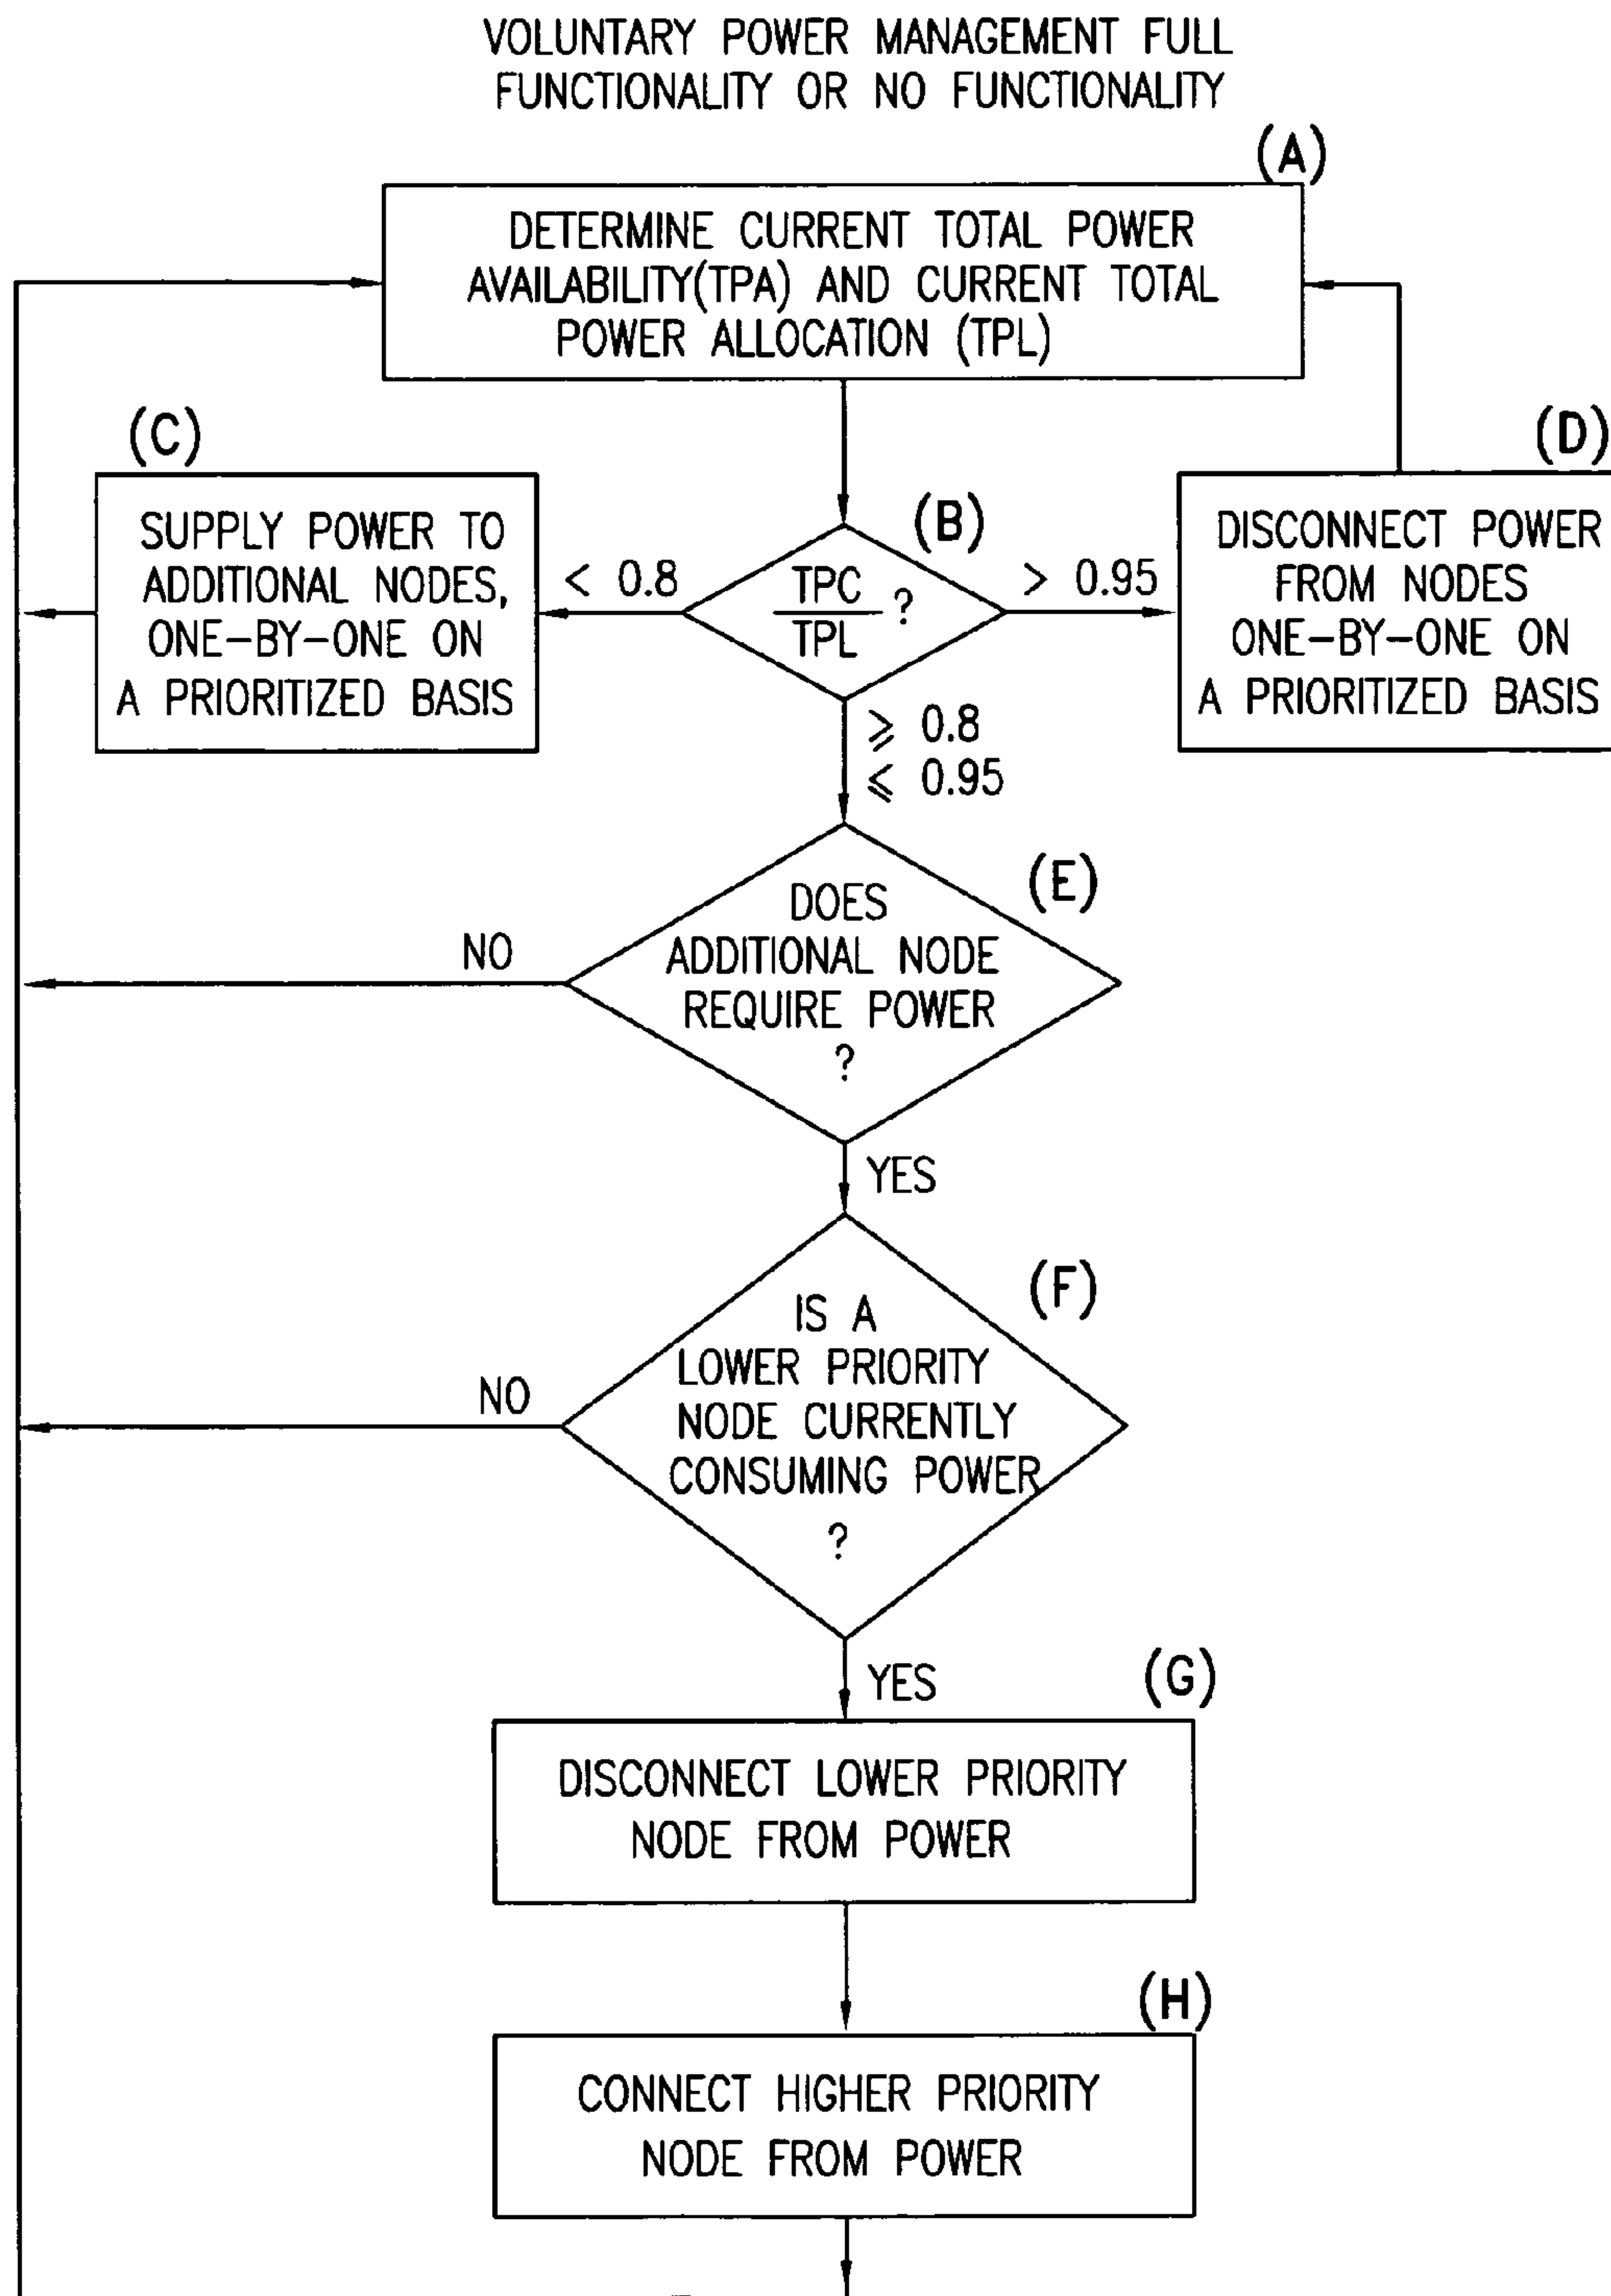 VOLUNTARY POWER MANAGEMENT FULL
FUNCTIONALITY OR NO FUNCTIONALITY
(A)
DETERMINE CURRENT TOTAL POWER
AVAILABILITY(TPA) AND CURRENT TOTAL
POWER ALLOCATION (TPL)
(C)
SUPPLY POWER TO
ADDITIONAL NODES,
ONE-BY-ONE ON
A PRIORITIZED BASIS
< 0.8
(B)
TPC
TPL
?
> 0.95
(D)
DISCONNECT POWER
FROM NODES
ONE-BY-ONE ON
A PRIORITIZED BASIS
⩾ 0.8
⩽ 0.95
(E)
DOES
ADDITIONAL NODE
REQUIRE POWER
?
NO
YES
(F)
IS A
LOWER PRIORITY
NODE CURRENTLY
CONSUMING POWER
?
NO
YES
(G)
DISCONNECT LOWER PRIORITY
NODE FROM POWER
(H)
CONNECT HIGHER PRIORITY
NODE FROM POWER